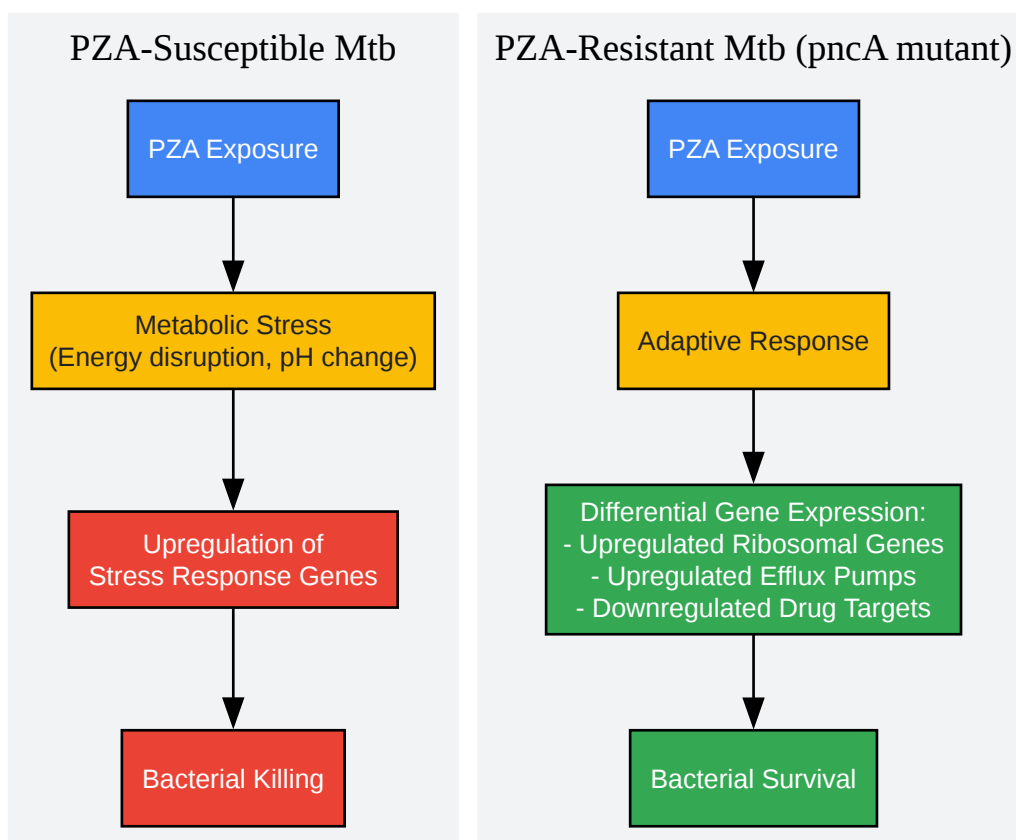 PZA-Susceptible Mtb
PZA Exposure
Metabolic Stress
(Energy disruption, pH change)
Upregulation of
Stress Response Genes
Bacterial Killing
PZA-Resistant Mtb (pncA mutant)
PZA Exposure
Adaptive Response
Differential Gene Expression:
- Upregulated Ribosomal Genes
- Upregulated Efflux Pumps
- Downregulated Drug Targets
Bacterial Survival